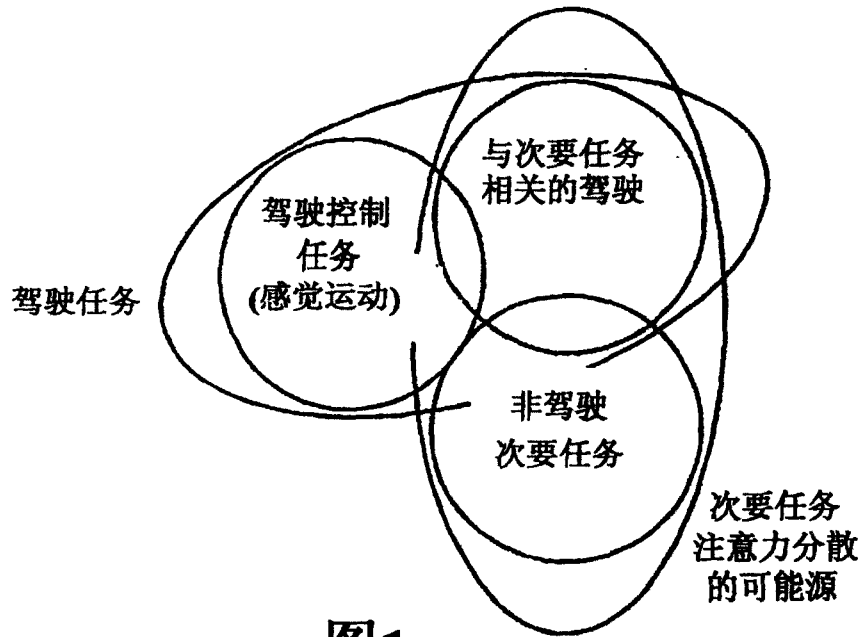 与次要任务
相关的驾驶
驾驶控制
任务
(感觉运动)
驾驶任务
非驾驶
次要任务
次要任务
注意力分散
的可能源
图1